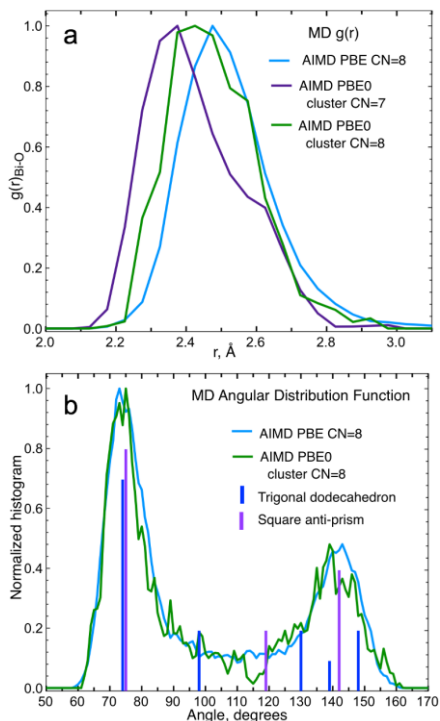 a
MD g(r)
AIMD PBE CN=8
AIMD PBE0
cluster CN=7
AIMD PBE0
cluster CN=8
g(r)Bi-O
1.0
0.8
0.6
0.4
0.2
0.0
2.0 2.2 2.4 2.6 2.8 3.0
r, Å
b
MD Angular Distribution Function
AIMD PBE CN=8
AIMD PBE0
cluster CN=8
Trigonal dodecahedron
Square anti-prism
Normalized histogram
1.0
0.8
0.6
0.4
0.2
0.0
50 60 70 80 90 100 110 120 130 140 150 160 170
Angle, degrees